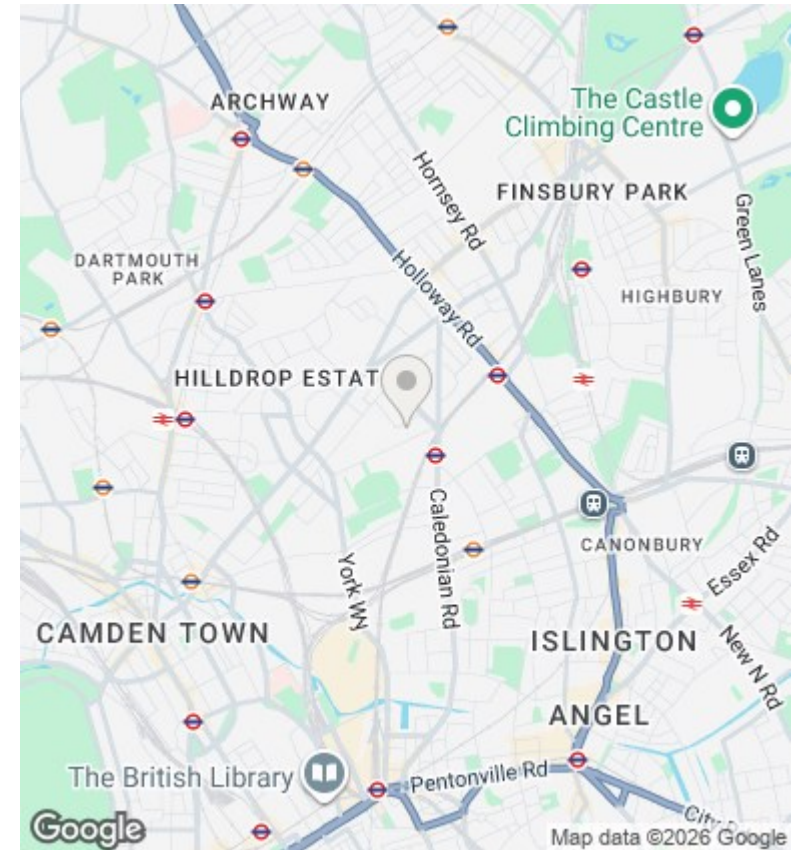 ARCHWAY
The Castle
Climbing Centre
Hornsey Rd
FINSBURY PARK
Green Lanes
DARTMOUTH
PARK
Holloway Rd
HIGHBURY
HILLDROP ESTAT
Caledonian Rd
CANONBURY
Essex Rd
York Wy
CAMDEN TOWN
ISLINGTON
New N Rd
ANGEL
The British Library
Pentonville Rd
City
Google
Map data ©2026 Google